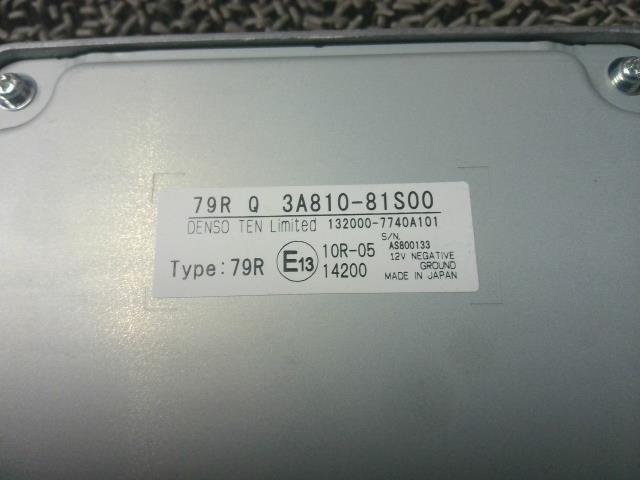 79R Q 3A810-81S00
DENSO TEN Limited 132000-7740A101
S/N.
AS800133
Type:79R E13 10R-05 12V NEGATIVE
14200 GROUND
MADE IN JAPAN